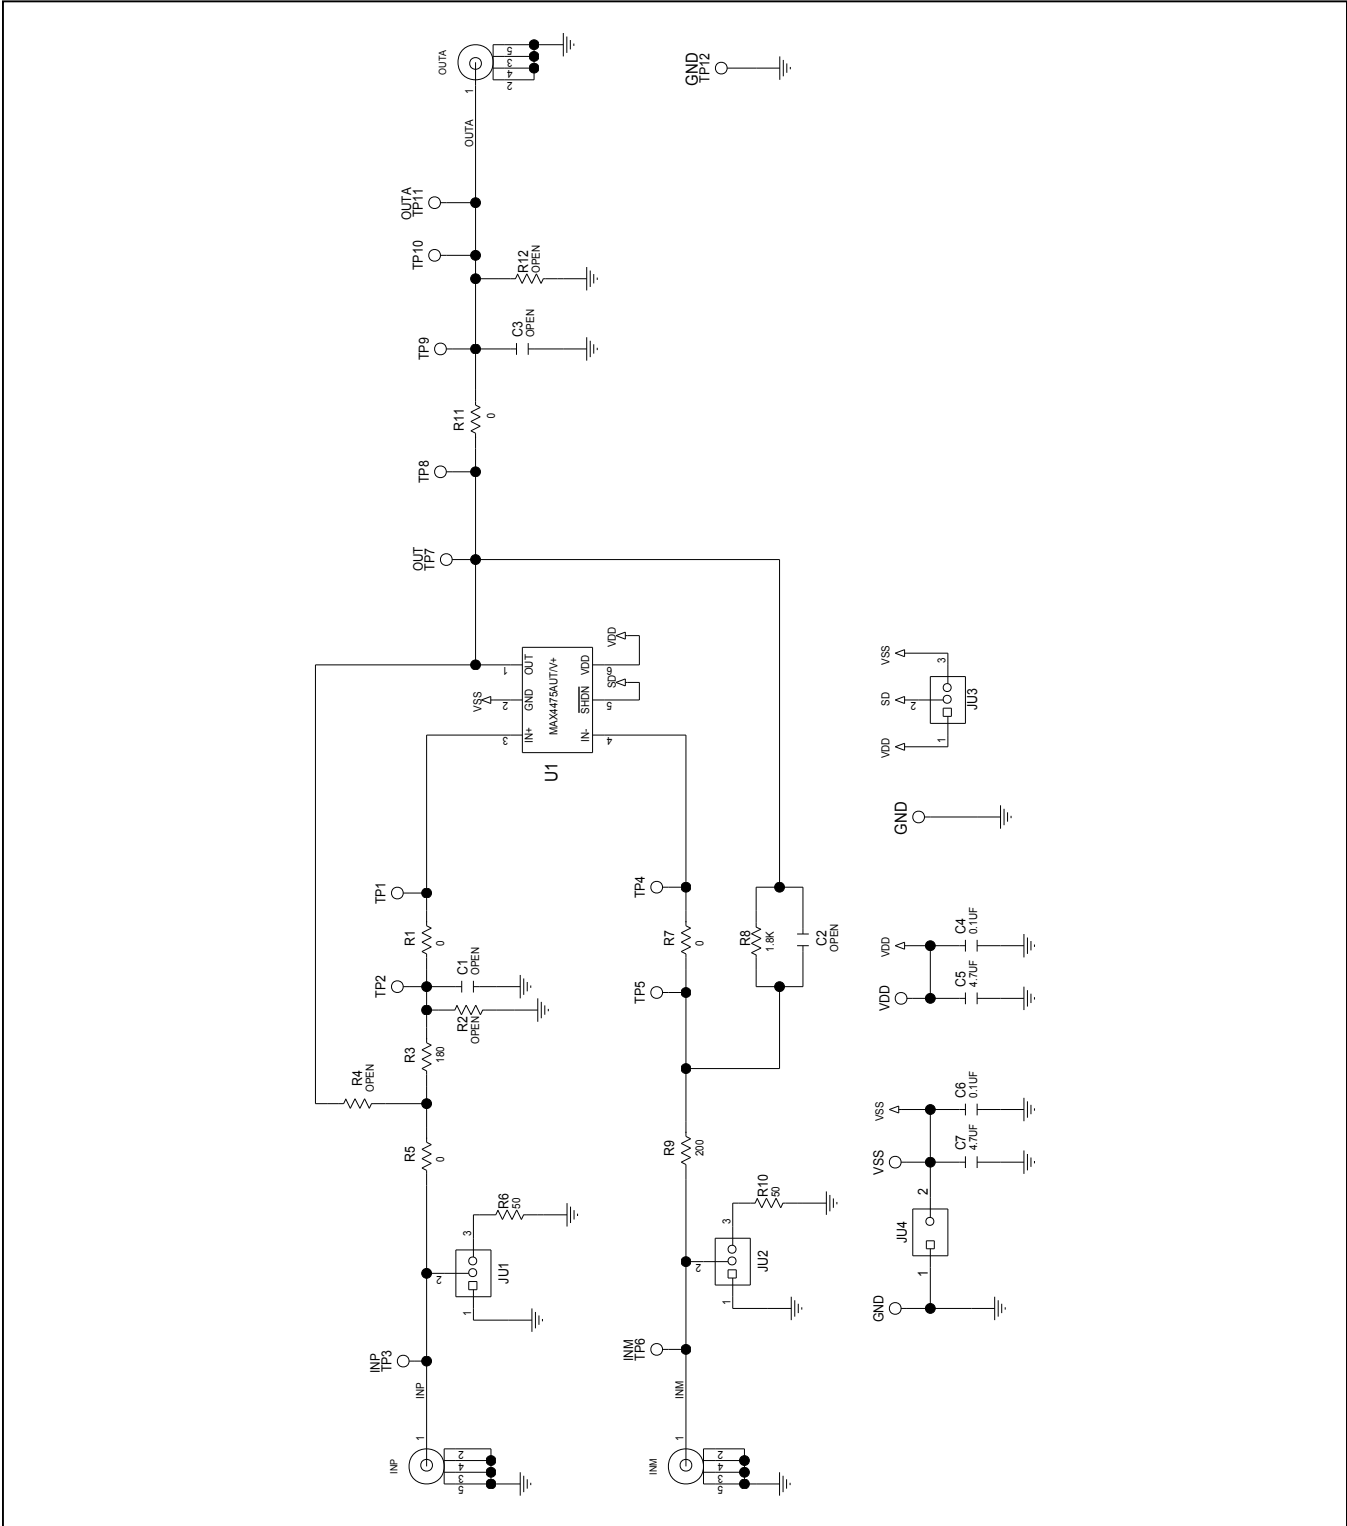 OUTA
5
3
4
2
1
OUTA
GND
TP12
OUTA
TP11
TP10
R12
OPEN
TP9
C3
OPEN
R11
0
TP8
OUT
TP7
1
OUT
VDD
6
VDD
VSS
2
GND
SHDN
5
SD
MAX4475AUT/V+
3
IN+
IN-
4
U1
VSS
3
SD
2
JU3
VDD
1
GND
TP1
R1
0
TP2
C1
OPEN
R2
OPEN
R3
180
R4
OPEN
R5
0
TP4
R7
0
TP5
R8
1.8K
C2
OPEN
VDD
C4
0.1UF
VDD
C5
4.7UF
R9
200
VSS
C6
0.1UF
VSS
C7
4.7UF
R6
50
3
2
JU1
1
R10
50
3
2
JU2
1
2
JU4
1
GND
INP
TP3
INP
1
INP
2
4
3
5
INM
TP6
INM
1
INM
2
4
3
5